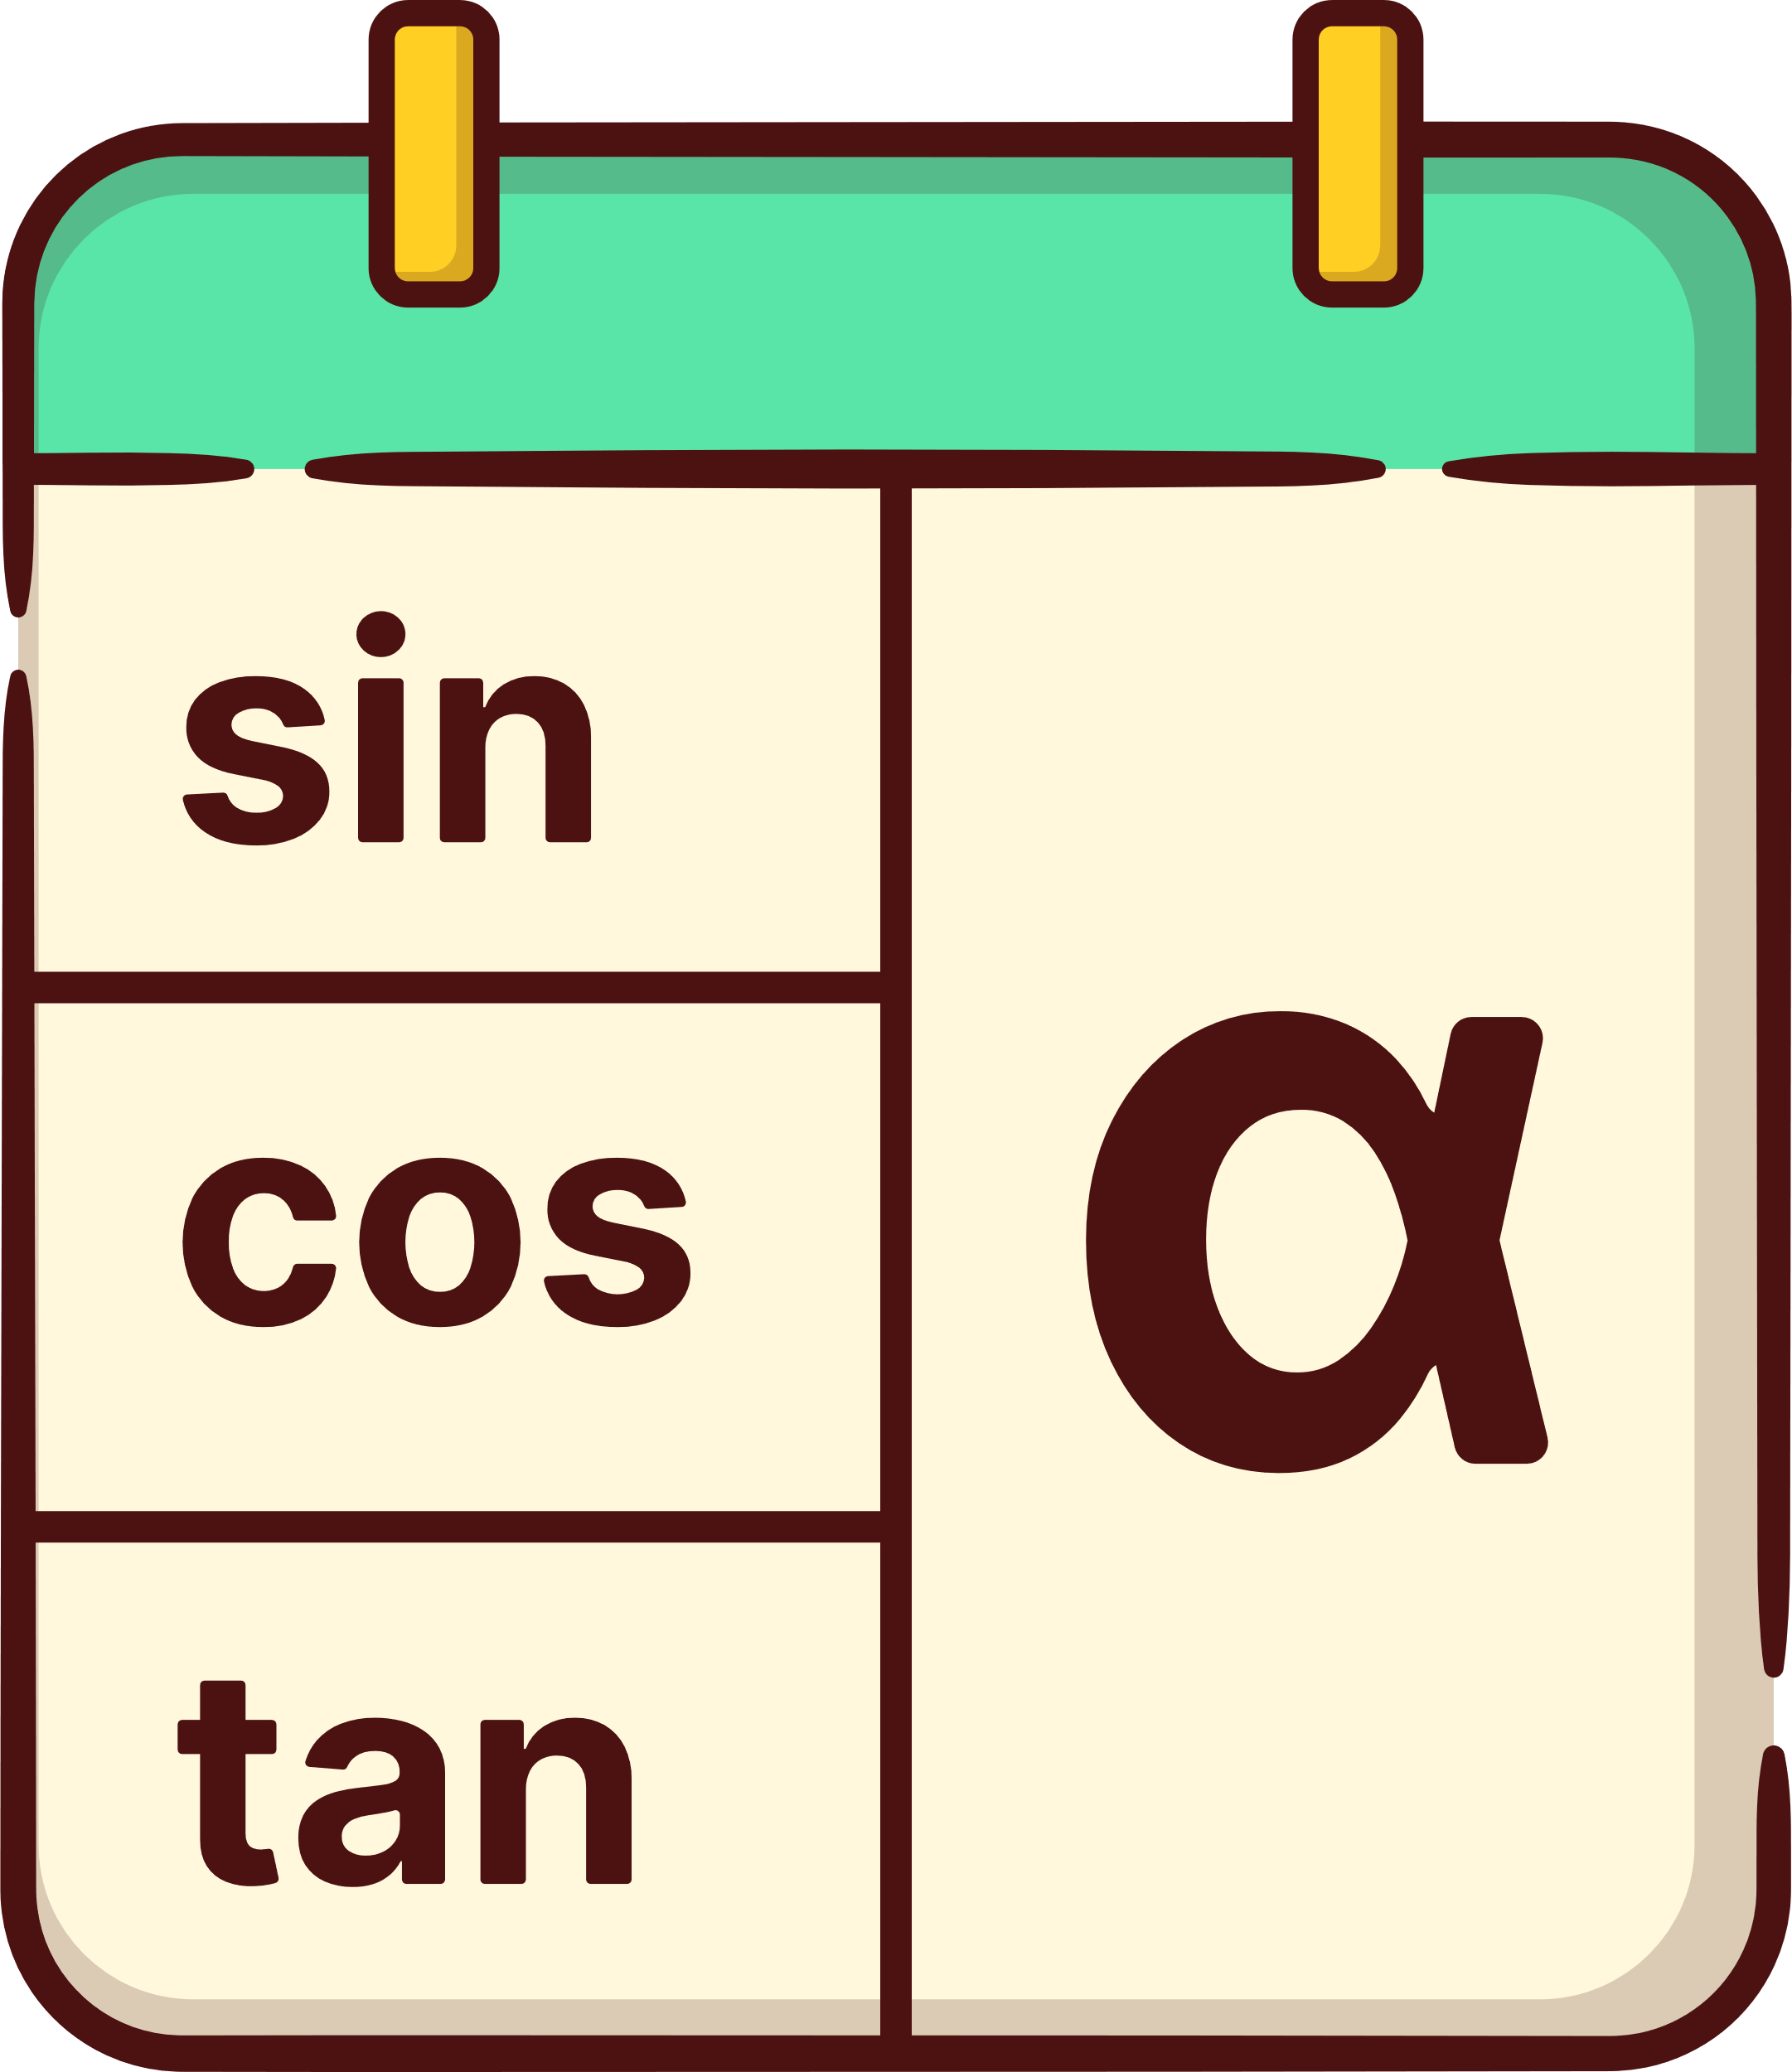 sin
cos
tan
α